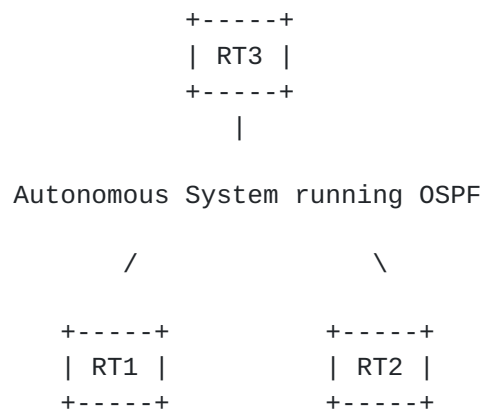 +-----+
| RT3 |
+-----+
|
Autonomous System running OSPF
/ \
+-----+ +-----+
| RT1 | | RT2 |
+-----+ +-----+